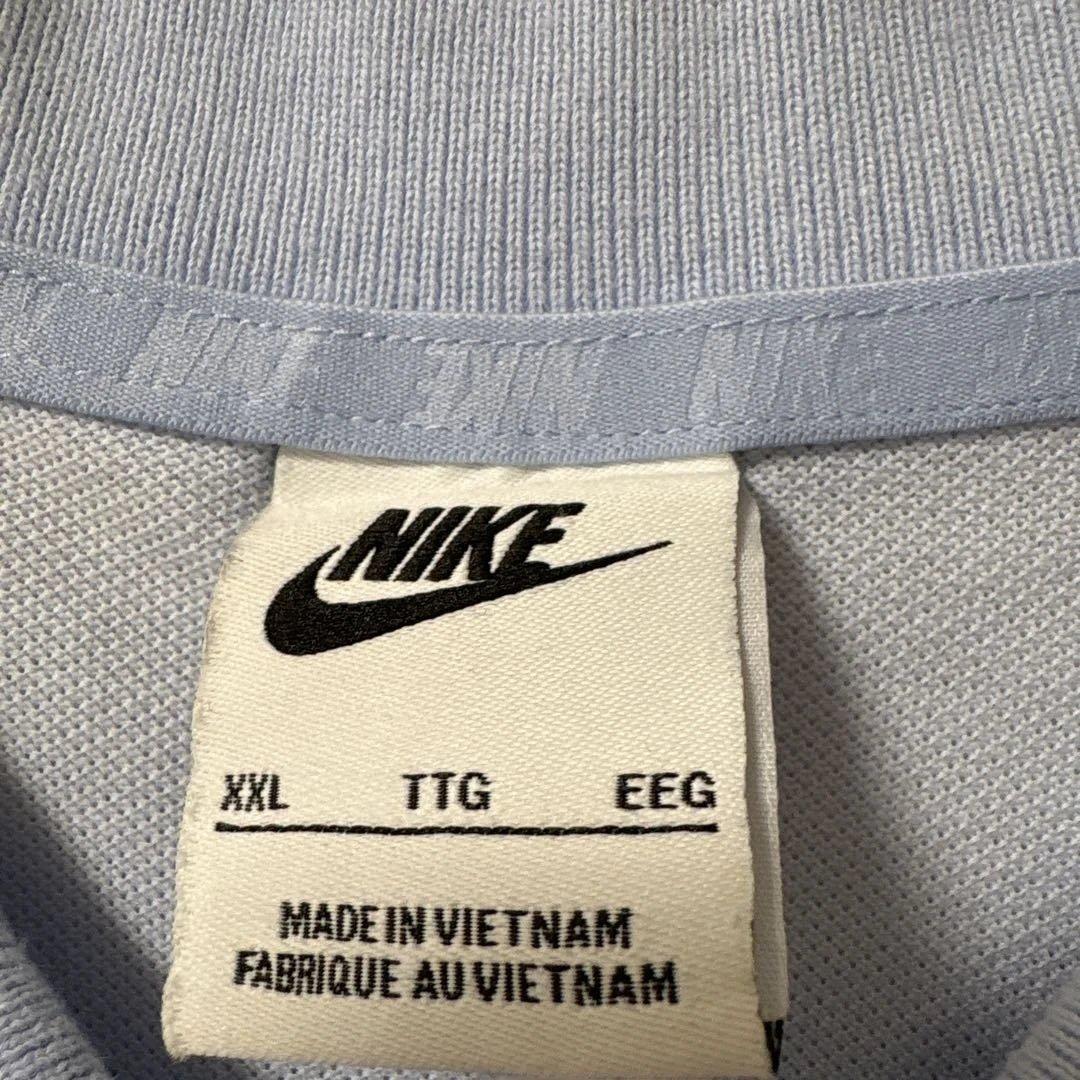 NIKE
XXL TTG EEG
MADE IN VIETNAM
FABRIQUE AU VIETNAM